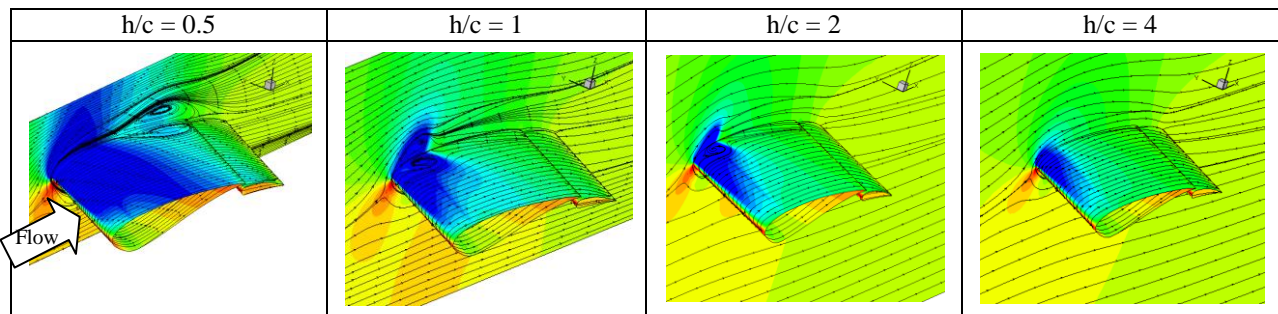 h/c = 0.5
h/c = 1
h/c = 2
h/c = 4
Flow